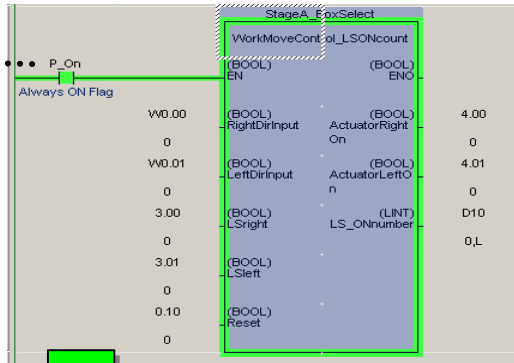 StageA_BoxSelect
WorkMoveControl_LSONcount
P_On
Always ON Flag
(BOOL)
EN
(BOOL)
ENO
W0.00
0
(BOOL)
RightDirInput
(BOOL)
ActuatorRight
On
4.00
0
W0.01
0
(BOOL)
LeftDirInput
(BOOL)
ActuatorLeftO
n
4.01
0
3.00
0
(BOOL)
LSright
(LINT)
LS_ONnumber
D10
0,L
3.01
0
(BOOL)
LSleft
0.10
0
(BOOL)
Reset